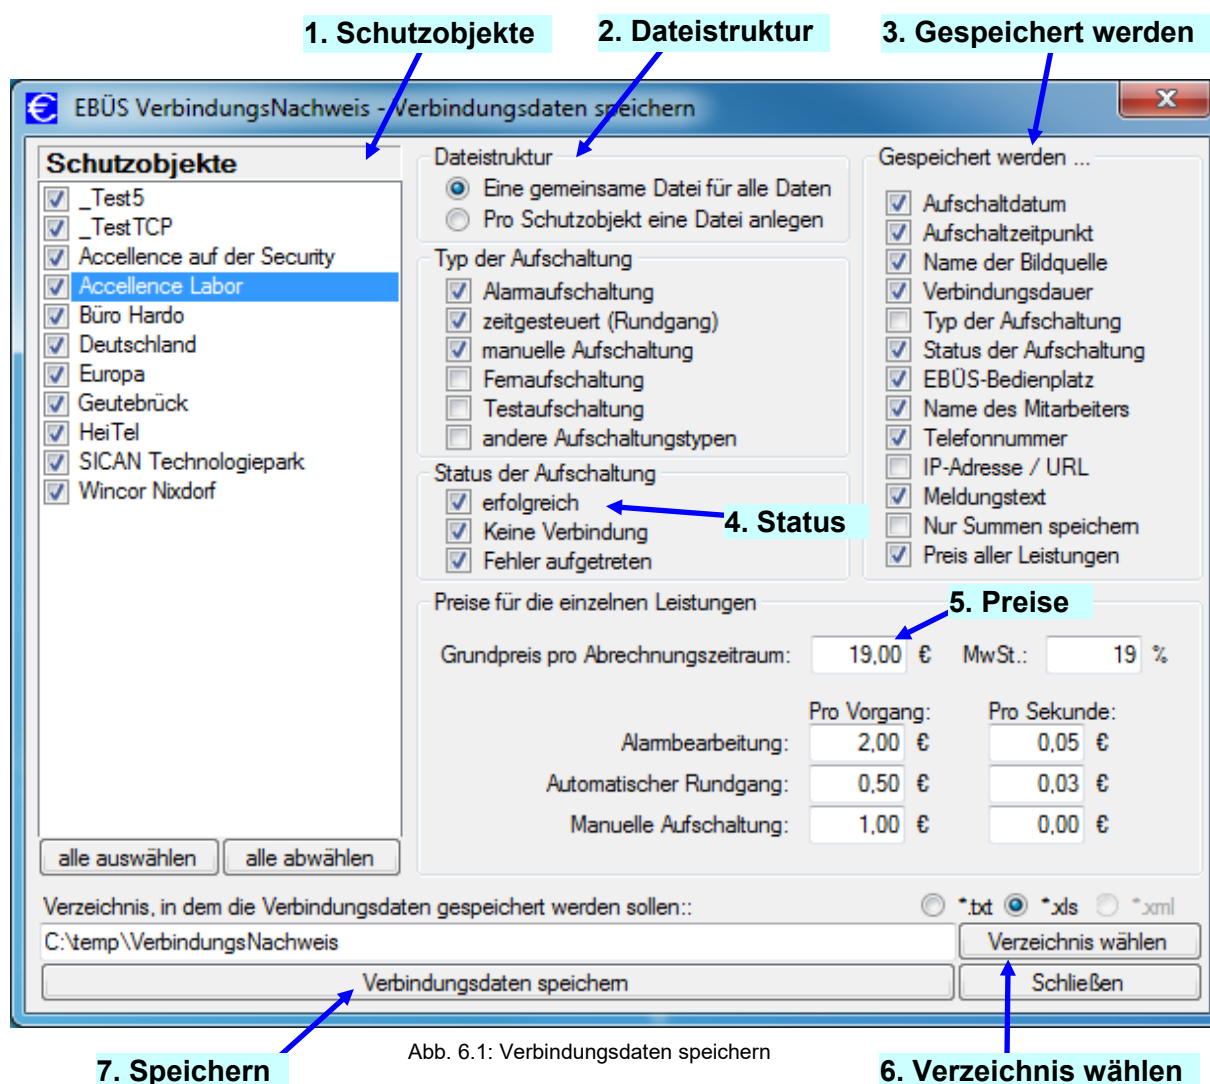 1. Schutzobjekte
2. Dateistruktur
3. Gespeichert werden
€ EBÜS VerbindungsNachweis - Verbindungsdaten speichern
X
Schutzobjekte
_Test5
_TestTCP
Accellence auf der Security
Accellence Labor
Büro Hardo
Deutschland
Europa
Geutebrück
HeiTel
SICAN Technologiepark
Wincor Nixdorf
alle auswählen
alle abwählen
Dateistruktur
Eine gemeinsame Datei für alle Daten
Pro Schutzobjekt eine Datei anlegen
Typ der Aufschaltung
Alarmaufschaltung
zeitgesteuert (Rundgang)
manuelle Aufschaltung
Fernaufschaltung
Testaufschaltung
andere Aufschaltungstypen
Status der Aufschaltung
erfolgreich
Keine Verbindung
Fehler aufgetreten
4. Status
Gespeichert werden ...
Aufschaltdatum
Aufschaltzeitpunkt
Name der Bildquelle
Verbindungsdauer
Typ der Aufschaltung
Status der Aufschaltung
EBÜS-Bedienplatz
Name des Mitarbeiters
Telefonnummer
IP-Adresse / URL
Meldungstext
Nur Summen speichern
Preis aller Leistungen
Preise für die einzelnen Leistungen
5. Preise
Grundpreis pro Abrechnungszeitraum: 19,00 € MwSt.: 19 %
Pro Vorgang: Pro Sekunde:
Alarmbearbeitung: 2,00 € 0,05 €
Automatischer Rundgang: 0,50 € 0,03 €
Manuelle Aufschaltung: 1,00 € 0,00 €
Verzeichnis, in dem die Verbindungsdaten gespeichert werden sollen:: *.txt *.xls *.xml
C:\temp\VerbindungsNachweis
Verzeichnis wählen
Verbindungsdaten speichern
Schließen
Abb. 6.1: Verbindungsdaten speichern
7. Speichern
6. Verzeichnis wählen